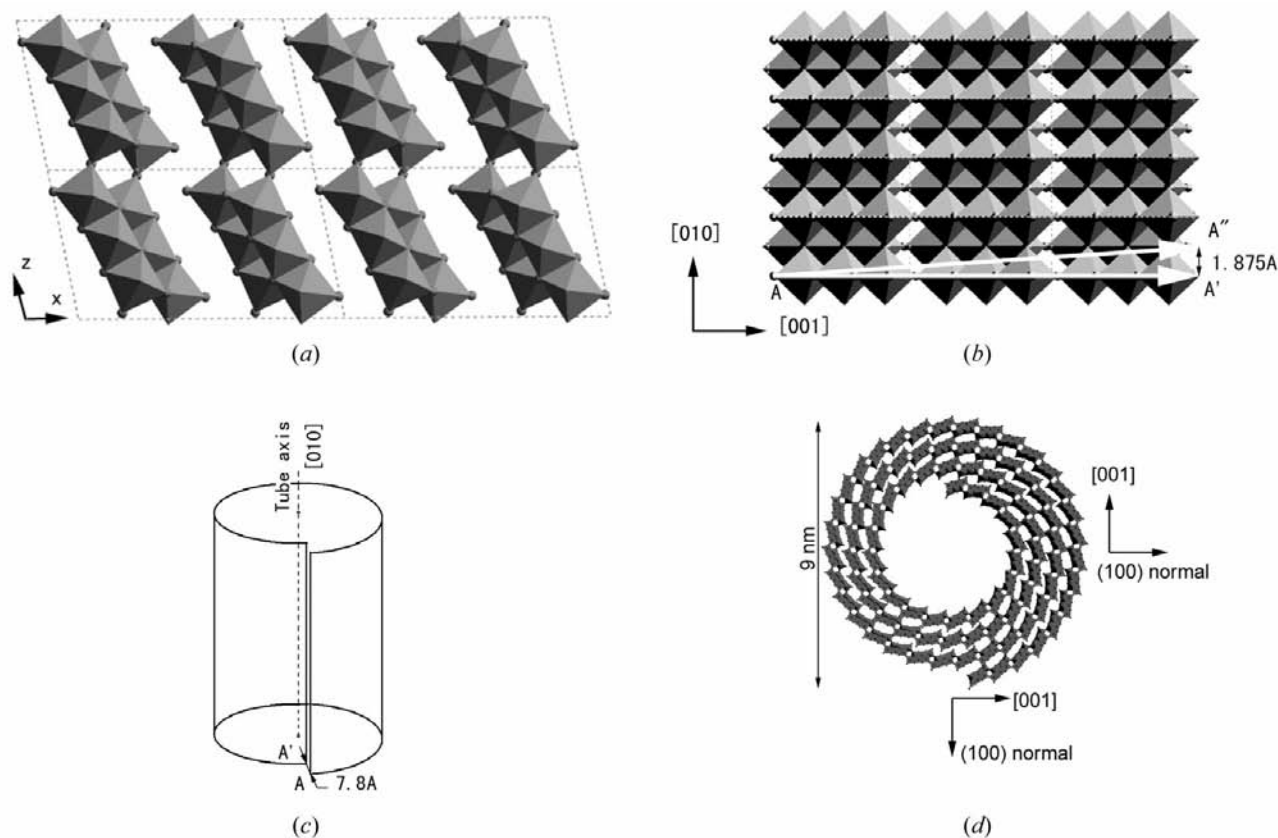 z
x
(a)
[010]
[001]
A
A"
1.875A
A'
(b)
Tube axis
[010]
A'
A
7.8A
(c)
9 nm
[001]
(100) normal
[001]
(100) normal
(d)